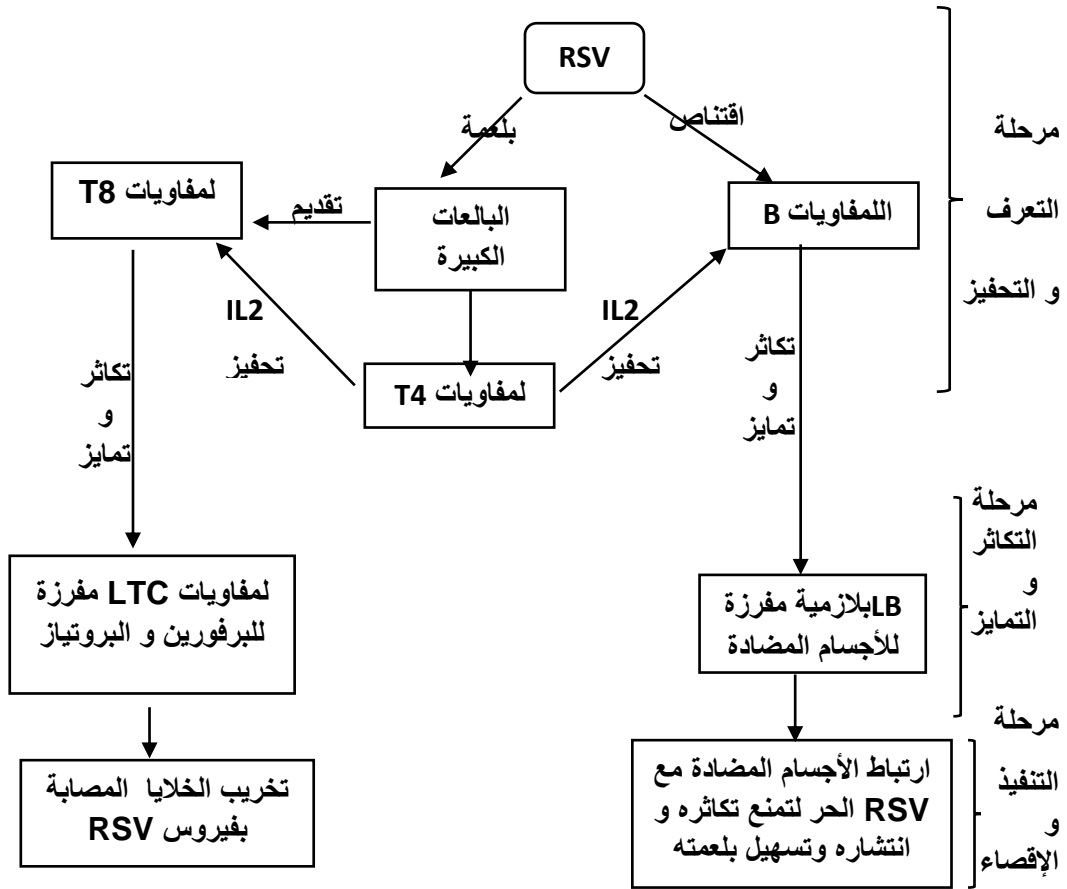 RSV
اقتناص
بلعمة
مرحلة
التعرف
و التحفيز
اللمفاويات B
البالعات
الكبيرة
تقديم
لمفاويات T8
IL2
تحفيز
IL2
تحفيز
لمفاويات T4
تكاثر
و
تمايز
تكاثر
و
تمايز
مرحلة
التكاثر
و
التمايز
LBبلازمية مفرزة
للأجسام المضادة
لمفاويات LTC مفرزة
للبرفورين و البروتياز
مرحلة
التنفيذ
و
الإقصاء
ارتباط الأجسام المضادة مع
RSV الحر لتمنع تكاثره و
انتشاره وتسهيل بلعمته
تخريب الخلايا المصابة
بفيروس RSV